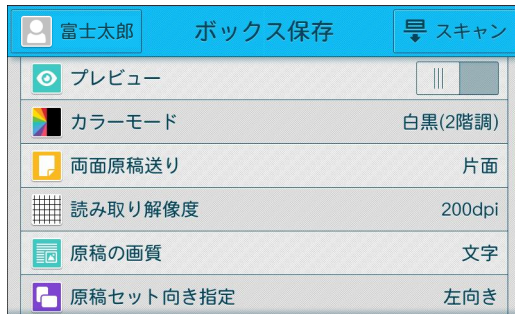 富士太郎 ボックス保存 スキャン
プレビュー
カラーモード 白黒(2階調)
両面原稿送り 片面
読み取り解像度 200dpi
原稿の画質 文字
原稿セット向き指定 左向き